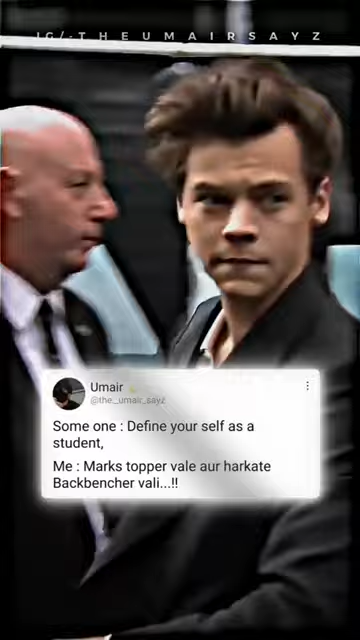 IG/-THEUMAIRSAYZ
Umair
@the_umair_sayz
Some one : Define your self as a
student,
Me : Marks topper vale aur harkate
Backbencher vali...!!